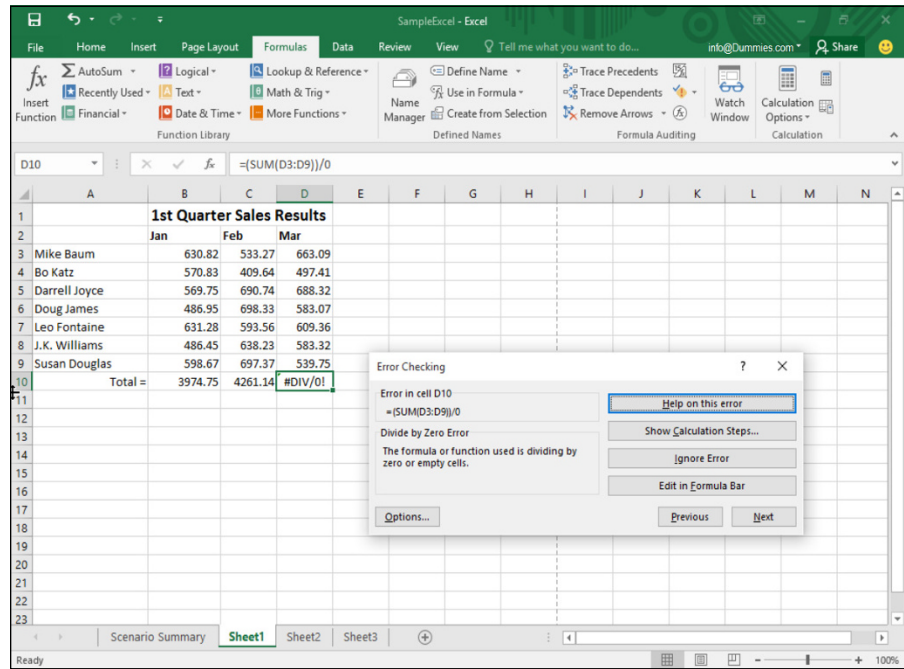 SampleExcel - Excel
File Home Insert Page Layout Formulas Data Review View Tell me what you want to do... info@Dummies.com Share
fx Insert Function
AutoSum
Recently Used
Financial
Logical
Text
Date & Time
Lookup & Reference
Math & Trig
More Functions
Function Library
Name Manager
Define Name
Use in Formula
Create from Selection
Defined Names
Trace Precedents
Trace Dependents
Remove Arrows
Formula Auditing
Watch Window
Calculation Options
Calculation
D10 fx =(SUM(D3:D9))/0
A B C D E F G H I J K L M N
1 1st Quarter Sales Results
2 Jan Feb Mar
3 Mike Baum 630.82 533.27 663.09
4 Bo Katz 570.83 409.64 497.41
5 Darrell Joyce 569.75 690.74 688.32
6 Doug James 486.95 698.33 583.07
7 Leo Fontaine 631.28 593.56 609.36
8 J.K. Williams 486.45 638.23 583.32
9 Susan Douglas 598.67 697.37 539.75
10 Total = 3974.75 4261.14 #DIV/0!
11
12
13
14
15
16
17
18
19
20
21
22
23
Error Checking ? X
Error in cell D10
=(SUM(D3:D9))/0
Divide by Zero Error
The formula or function used is dividing by
zero or empty cells.
Help on this error
Show Calculation Steps...
Ignore Error
Edit in Formula Bar
Options... Previous Next
Scenario Summary Sheet1 Sheet2 Sheet3
Ready 100%